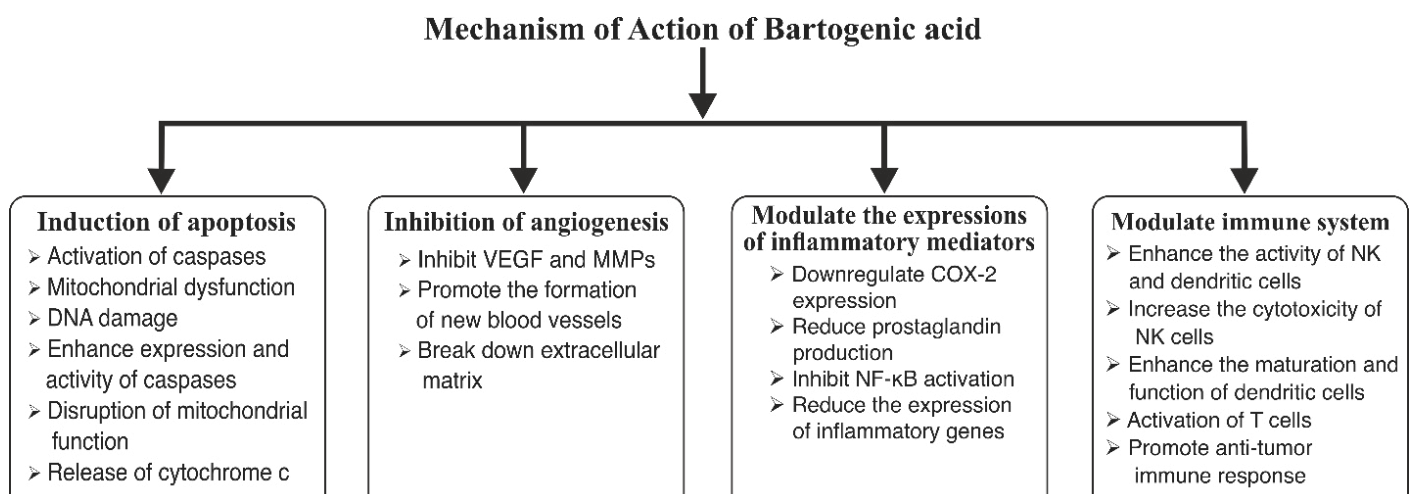 Mechanism of Action of Bartogenic acid
Induction of apoptosis
➤ Activation of caspases
➤ Mitochondrial dysfunction
➤ DNA damage
➤ Enhance expression and
activity of caspases
➤ Disruption of mitochondrial
function
➤ Release of cytochrome c
Inhibition of angiogenesis
➤ Inhibit VEGF and MMPs
➤ Promote the formation
of new blood vessels
➤ Break down extracellular
matrix
Modulate the expressions
of inflammatory mediators
➤ Downregulate COX-2
expression
➤ Reduce prostaglandin
production
➤ Inhibit NF-κB activation
➤ Reduce the expression
of inflammatory genes
Modulate immune system
➤ Enhance the activity of NK
and dendritic cells
➤ Increase the cytotoxicity of
NK cells
➤ Enhance the maturation and
function of dendritic cells
➤ Activation of T cells
➤ Promote anti-tumor
immune response